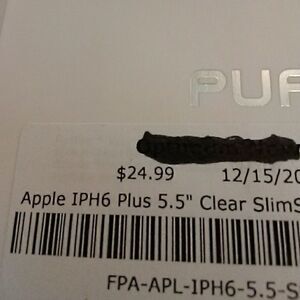 PUR
$24.99 12/15/20
Apple IPH6 Plus 5.5" Clear SlimS
FPA-APL-IPH6-5.5-S